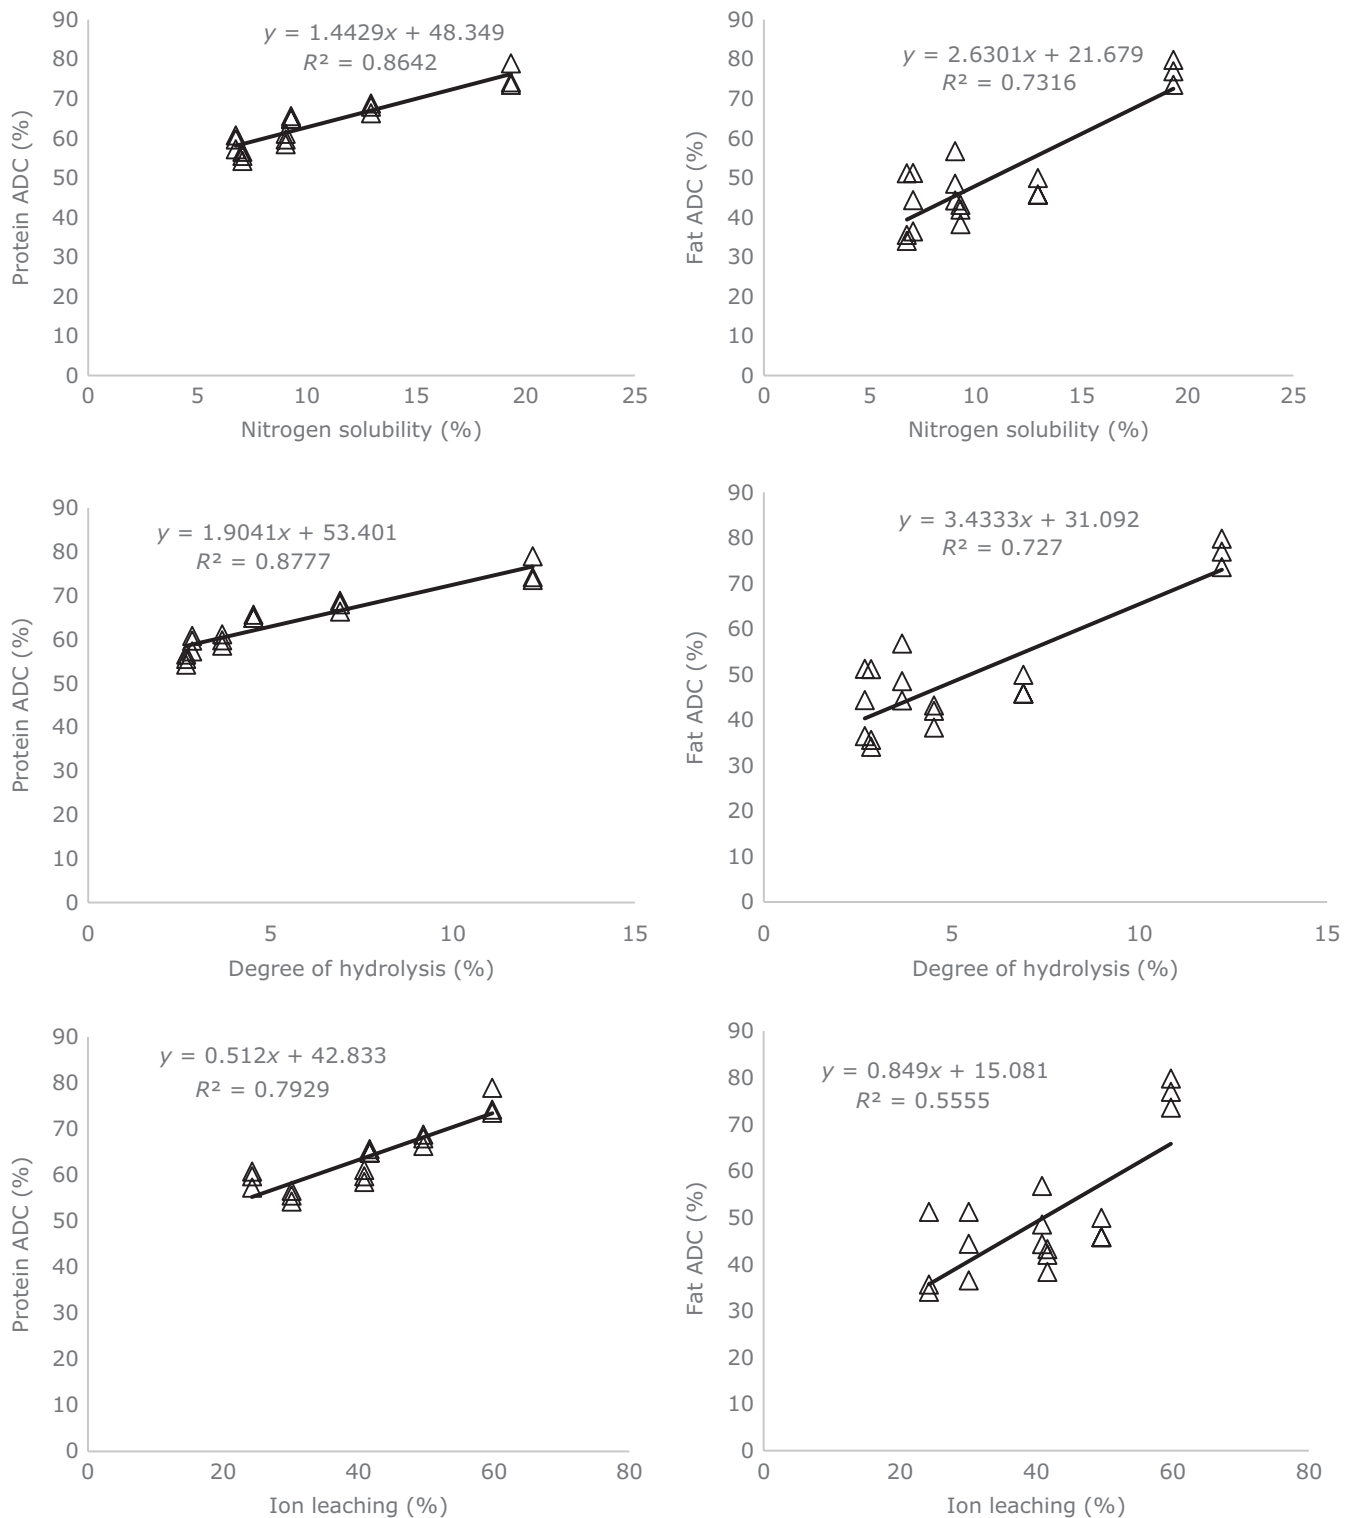 90
80
70
60
50
40
30
20
10
0
Protein ADC (%)
y = 1.4429x + 48.349
R² = 0.8642
0 5 10 15 20 25
Nitrogen solubility (%)
90
80
70
60
50
40
30
20
10
0
Fat ADC (%)
y = 2.6301x + 21.679
R² = 0.7316
0 5 10 15 20 25
Nitrogen solubility (%)
90
80
70
60
50
40
30
20
10
0
Protein ADC (%)
y = 1.9041x + 53.401
R² = 0.8777
0 5 10 15
Degree of hydrolysis (%)
90
80
70
60
50
40
30
20
10
0
Fat ADC (%)
y = 3.4333x + 31.092
R² = 0.727
0 5 10 15
Degree of hydrolysis (%)
90
80
70
60
50
40
30
20
10
0
Protein ADC (%)
y = 0.512x + 42.833
R² = 0.7929
0 20 40 60 80
Ion leaching (%)
90
80
70
60
50
40
30
20
10
0
Fat ADC (%)
y = 0.849x + 15.081
R² = 0.5555
0 20 40 60 80
Ion leaching (%)